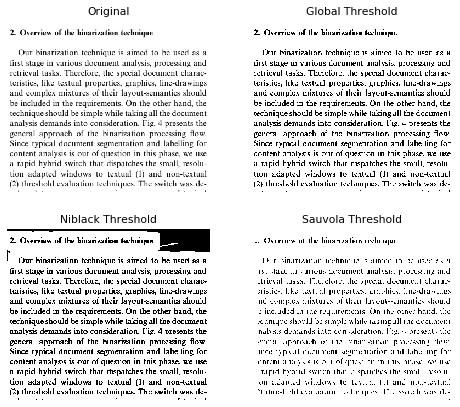 Original
2. Overview of the binarization technique
Our binarization technique is aimed to be used as a
first stage in various document analysis, processing and
retrieval tasks. Therefore, the special document charac-
teristics, like textual properties, graphics, line-drawings
and complex mixtures of their layout-semantics should
be included in the requirements. On the other hand, the
technique should be simple while taking all the document
analysis demands into consideration. Fig. 4 presents the
general approach of the binarization processing flow.
Since typical document segmentation and labelling for
content analysis is out of question in this phase, we use
a rapid hybrid switch that dispatches the small, resolu-
tion adapted windows to textual (1) and non-textual
(2) threshold evaluation techniques. The switch was de-
Global Threshold
2. Overview of the binarization technique.
Our binarization technique is aimed to be used as a
first stage in various document analysis, processing and
retrieval tasks. Therefore, the special document charac-
teristics, like textual properties, graphics, line-drawings
and complex mixtures of their layout-semantics should
be included in the requirements. On the other hand, the
technique should be simple while taking all the document
analysis demands into consideration. Fig. 4 presents the
general approach of the binarization processing flow.
Since typical document segmentation and labelling for
content analysis is out of question in this phase, we use
a rapid hybrid switch that dispatches the small, resolu-
tion adapted windows to textual (1) and non-textual
(2) threshold evaluation techniques. The switch was de-
Niblack Threshold
2. Overview of the binarization technique
Our binarization technique is aimed to be used as a
first stage in various document analysis, processing and
retrieval tasks. Therefore, the special document charac-
teristics, like textual properties, graphics, line-drawings
and complex mixtures of their layout-semantics should
be included in the requirements. On the other hand, the
technique should be simple while taking all the document
analysis demands into consideration. Fig. 4 presents the
general approach of the binarization processing flow.
Since typical document segmentation and labelling for
content analysis is out of question in this phase, we use
a rapid hybrid switch that dispatches the small, resolu-
tion adapted windows to textual (1) and non-textual
(2) threshold evaluation techniques. The switch was de-
Sauvola Threshold
Overview of the binarization technique
Our binarization technique is aimed to be used
stage in various document analysis, processing and
retrieval tasks. Therefore, the special document charac-
teristics, like textual properties, graphics, line-drawings
and complex mixtures of their layout-semantics should
be included in the requirements. On the other hand, the
technique should be simple while taking all the document
analysis demands into consideration. Fig. presents the
general approach of the binarization processing flow.
Since typical document segmentation and labelling for
content analysis is out of question in this phase, we use
rapid hybrid switch that dispatches the small, resolu-
tion adapted windows to textual (1) and non-textual
threshold evaluation techniques. The switch was de-